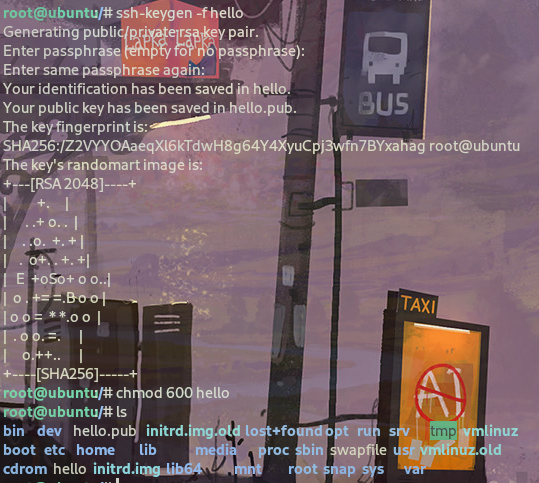 root@ubuntu:/# ssh-keygen -f hello
Generating public/private rsa key pair.
Enter passphrase (empty for no passphrase):
Enter same passphrase again:
Your identification has been saved in hello.
Your public key has been saved in hello.pub.
The key fingerprint is:
SHA256:/Z2VYYOAaeqXl6kTdwH8g64Y4XyuCpj3wfn7BYxahag root@ubuntu
The key's randomart image is:
+---[RSA 2048]----+
| +. |
| . .+ o. . |
| . .o. +. + |
| . o+. . +. +|
| E +oSo+ o o..|
| o . +==.Bo o|
|o o = **.o o |
| . o o. =. |
| o.++.. |
+----[SHA256]-----+
root@ubuntu:/# chmod 600 hello
root@ubuntu:/# ls
bin dev hello.pub initrd.img.old lost+found opt run srv tmp vmlinuz
boot etc home lib media proc sbin swapfile usr vmlinuz.old
cdrom hello initrd.img lib64 mnt root snap sys var
BUS
TAXI